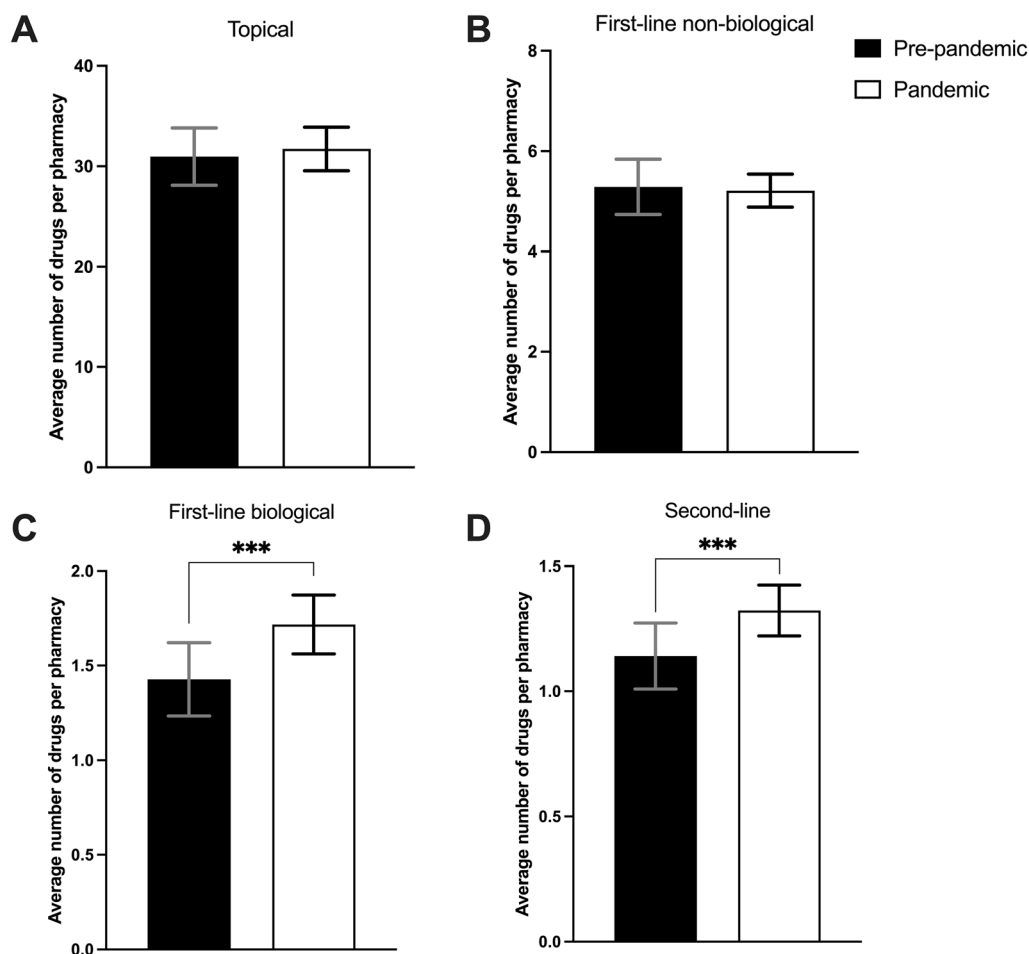 A
Topical
Average number of drugs per pharmacy
40
30
20
10
0
B
First-line non-biological
Average number of drugs per pharmacy
8
6
4
2
0
Pre-pandemic
Pandemic
C
First-line biological
***
Average number of drugs per pharmacy
2.0
1.5
1.0
0.5
0.0
D
Second-line
***
Average number of drugs per pharmacy
1.5
1.0
0.5
0.0